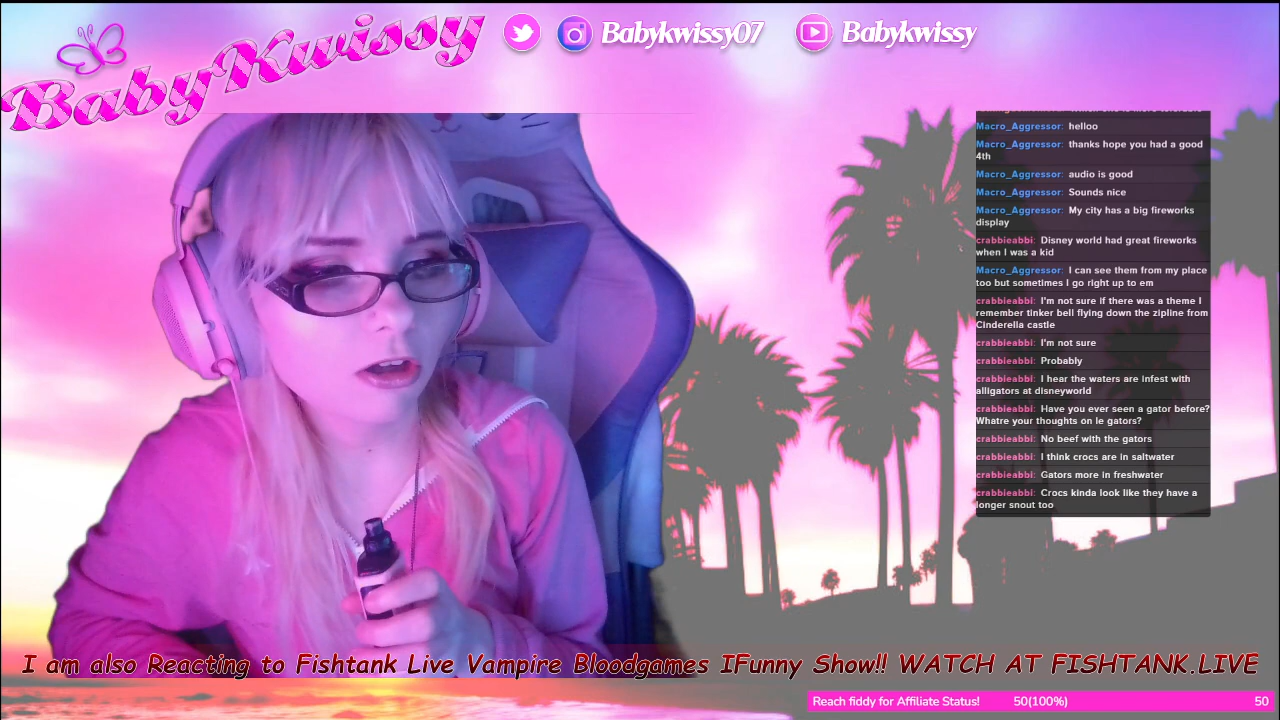 BabyKwissy
Babykwissy07
Babykwissy
Macro_Aggressor: helloo
Macro_Aggressor: thanks hope you had a good
4th
Macro_Aggressor: audio is good
Macro_Aggressor: Sounds nice
Macro_Aggressor: My city has a big fireworks
display
crabbieabbi: Disney world had great fireworks
when I was a kid
Macro_Aggressor: I can see them from my place
too but sometimes I go right up to em
crabbieabbi: I'm not sure if there was a theme I
remember tinker bell flying down the zipline from
Cinderella castle
crabbieabbi: I'm not sure
crabbieabbi: Probably
crabbieabbi: I hear the waters are infest with
alligators at disneyworld
crabbieabbi: Have you ever seen a gator before?
Whatre your thoughts on le gators?
crabbieabbi: No beef with the gators
crabbieabbi: I think crocs are in saltwater
crabbieabbi: Gators more in freshwater
crabbieabbi: Crocs kinda look like they have a
longer snout too
I am also Reacting to Fishtank Live Vampire Bloodgames IFunny Show!! WATCH AT FISHTANK.LIVE
Reach fiddy for Affiliate Status! 50(100%) 50